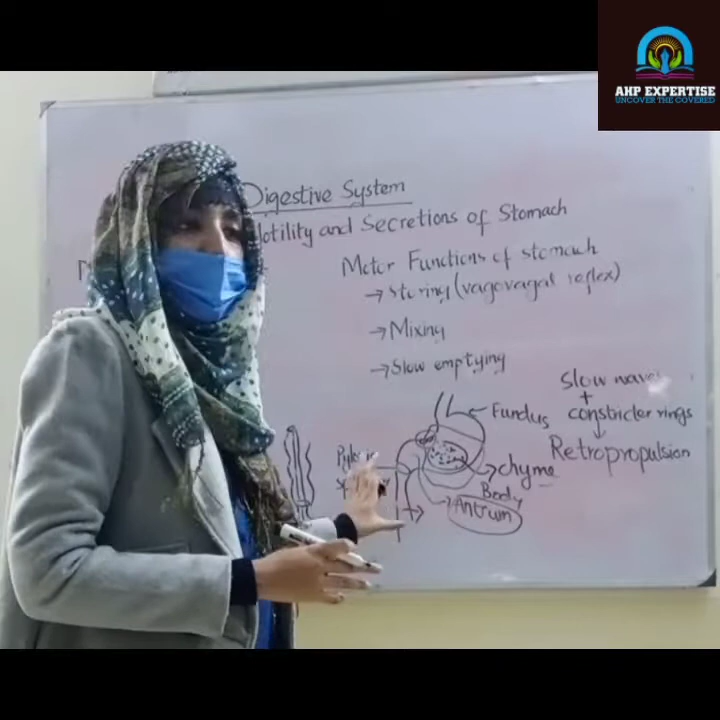 AHP EXPERTISE
UNCOVER THE COVERED
Digestive System
Motility and Secretions of Stomach
Motor Functions of stomach
→ Storing (vagovagal reflex)
→ Mixing
→ Slow emptying
Slow waves
+
constricter rings
Retropropulsion
Fundus
chyme
Body
Antrum